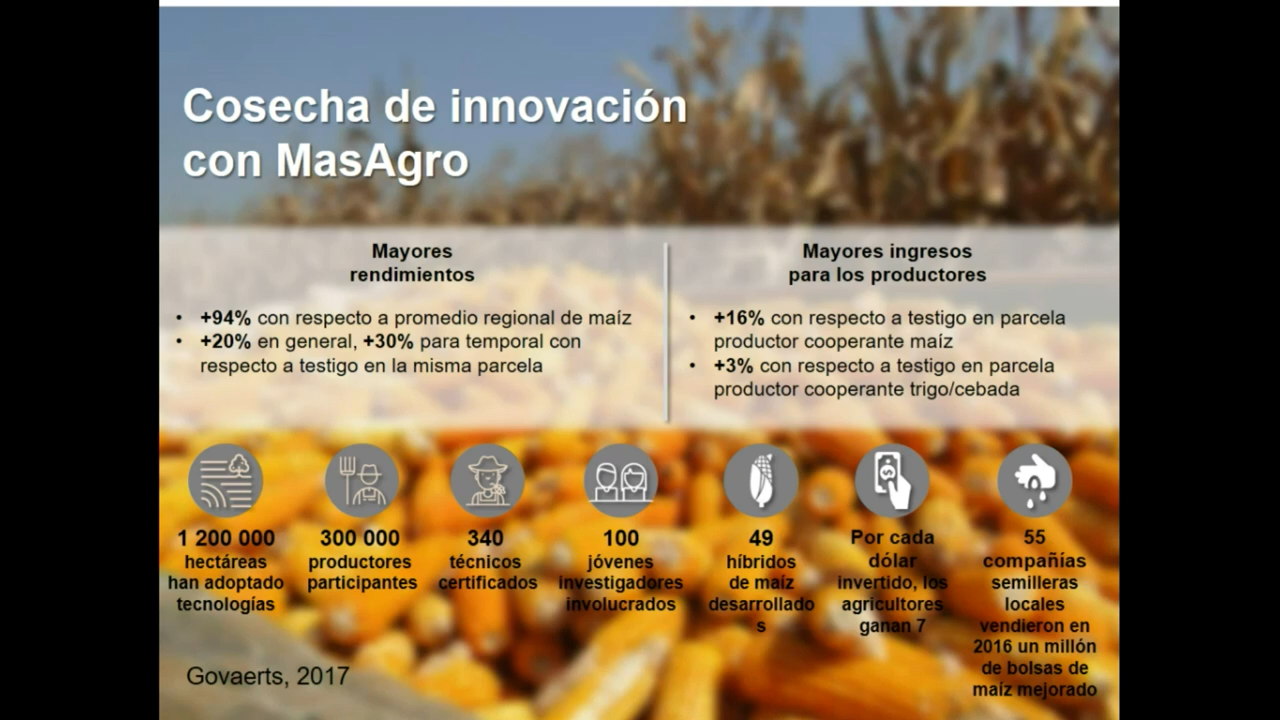 Cosecha de innovación
con MasAgro
Mayores
rendimientos
• +94% con respecto a promedio regional de maíz
• +20% en general, +30% para temporal con
respecto a testigo en la misma parcela
Mayores ingresos
para los productores
• +16% con respecto a testigo en parcela
productor cooperante maíz
• +3% con respecto a testigo en parcela
productor cooperante trigo/cebada
1 200 000
hectáreas
han adoptado
tecnologías
300 000
productores
participantes
340
técnicos
certificados
100
jóvenes
investigadores
involucrados
49
híbridos
de maíz
desarrollado
s
Por cada
dólar
invertido, los
agricultores
ganan 7
55
compañías
semilleras
locales
vendieron en
2016 un millón
de bolsas de
maíz mejorado
Govaerts, 2017